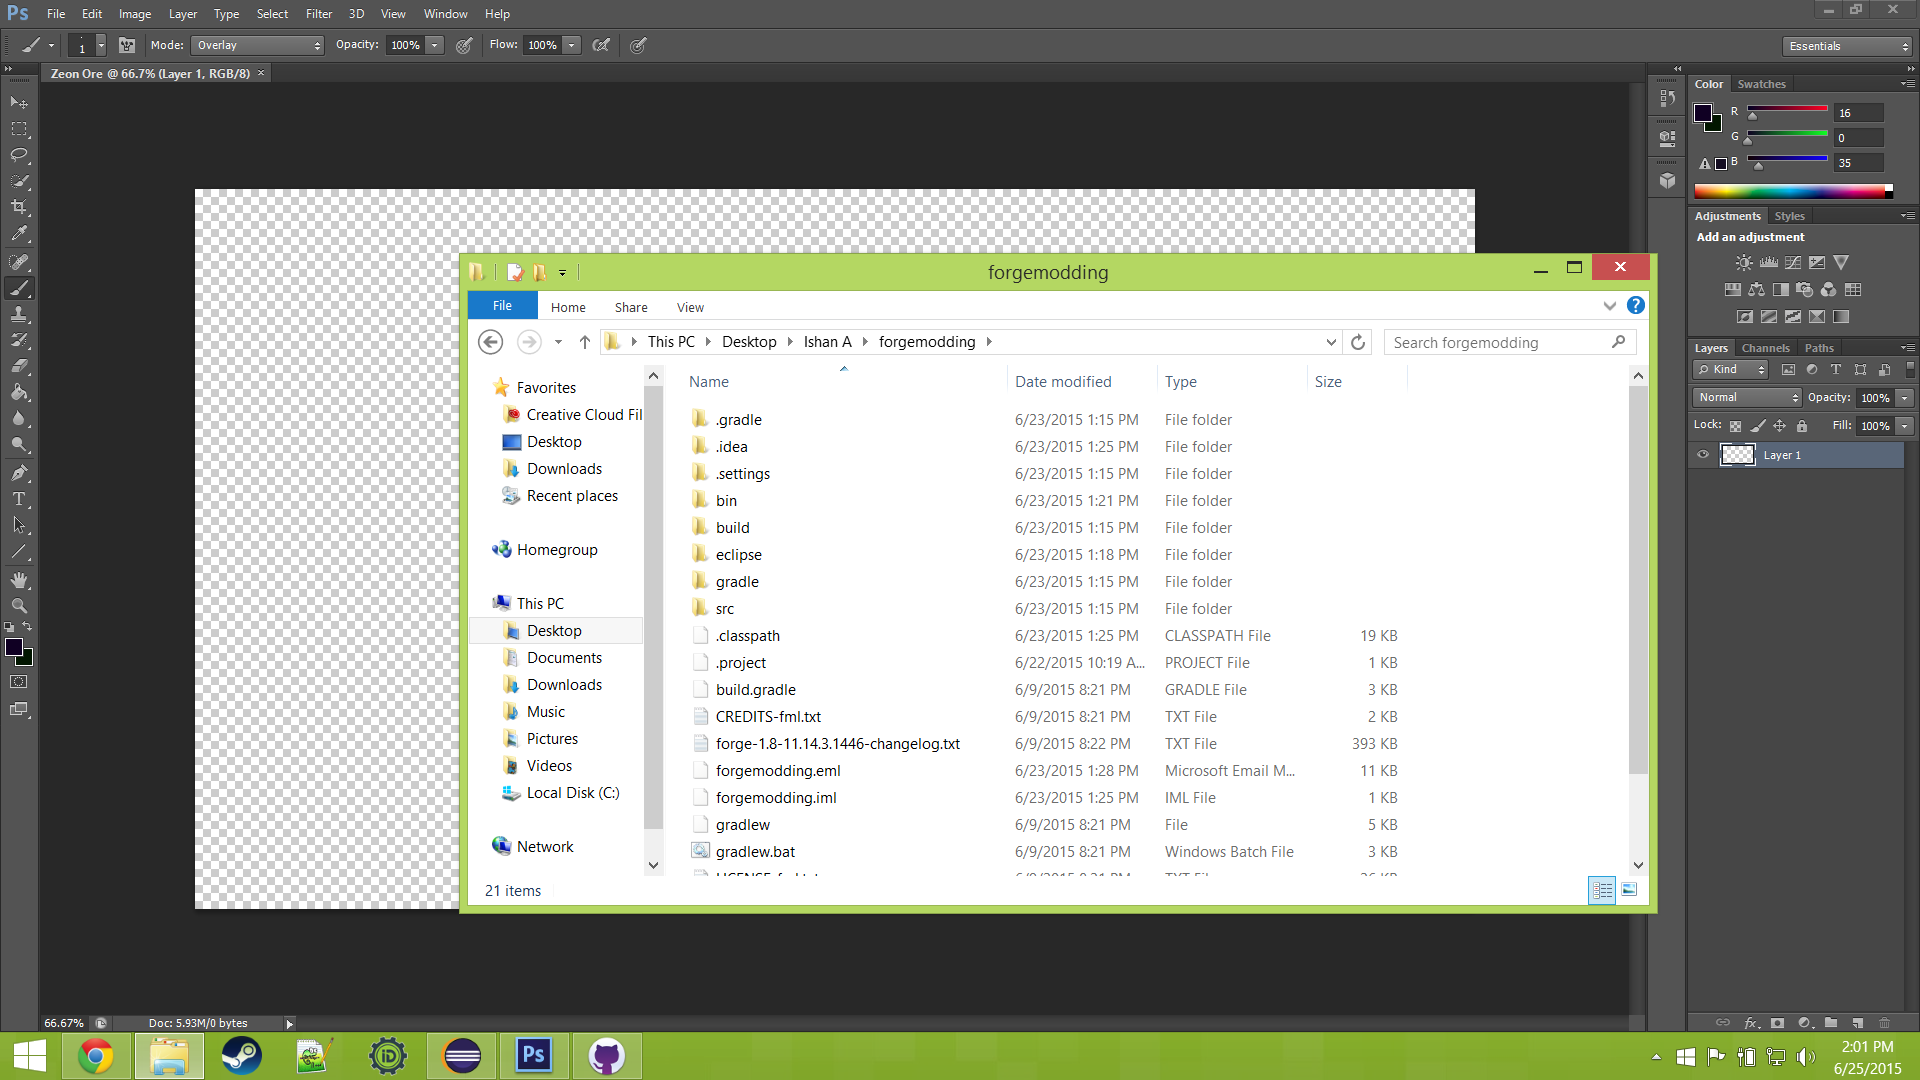 Ps File Edit Image Layer Type Select Filter 3D View Window Help
1 Mode: Overlay Opacity: 100% Flow: 100% Essentials
Zeon Ore @ 66.7% (Layer 1, RGB/8) ×
Color Swatches
R 16
G 0
B 35
Adjustments Styles
Add an adjustment
Layers Channels Paths
Kind
Normal Opacity: 100%
Lock: Fill: 100%
Layer 1
forgemodding
File Home Share View
This PC Desktop Ishan A forgemodding
Search forgemodding
Favorites
Creative Cloud Fil
Desktop
Downloads
Recent places
Homegroup
This PC
Desktop
Documents
Downloads
Music
Pictures
Videos
Local Disk (C:)
Network
Name Date modified Type Size
.gradle 6/23/2015 1:15 PM File folder
.idea 6/23/2015 1:25 PM File folder
.settings 6/23/2015 1:15 PM File folder
bin 6/23/2015 1:21 PM File folder
build 6/23/2015 1:15 PM File folder
eclipse 6/23/2015 1:18 PM File folder
gradle 6/23/2015 1:15 PM File folder
src 6/23/2015 1:15 PM File folder
.classpath 6/23/2015 1:25 PM CLASSPATH File 19 KB
.project 6/22/2015 10:19 A... PROJECT File 1 KB
build.gradle 6/9/2015 8:21 PM GRADLE File 3 KB
CREDITS-fml.txt 6/9/2015 8:21 PM TXT File 2 KB
forge-1.8-11.14.3.1446-changelog.txt 6/9/2015 8:22 PM TXT File 393 KB
forgemodding.eml 6/23/2015 1:28 PM Microsoft Email M... 11 KB
forgemodding.iml 6/23/2015 1:25 PM IML File 1 KB
gradlew 6/9/2015 8:21 PM File 5 KB
gradlew.bat 6/9/2015 8:21 PM Windows Batch File 3 KB
21 items
66.67% Doc: 5.93M/0 bytes
iD Ps
2:01 PM
6/25/2015